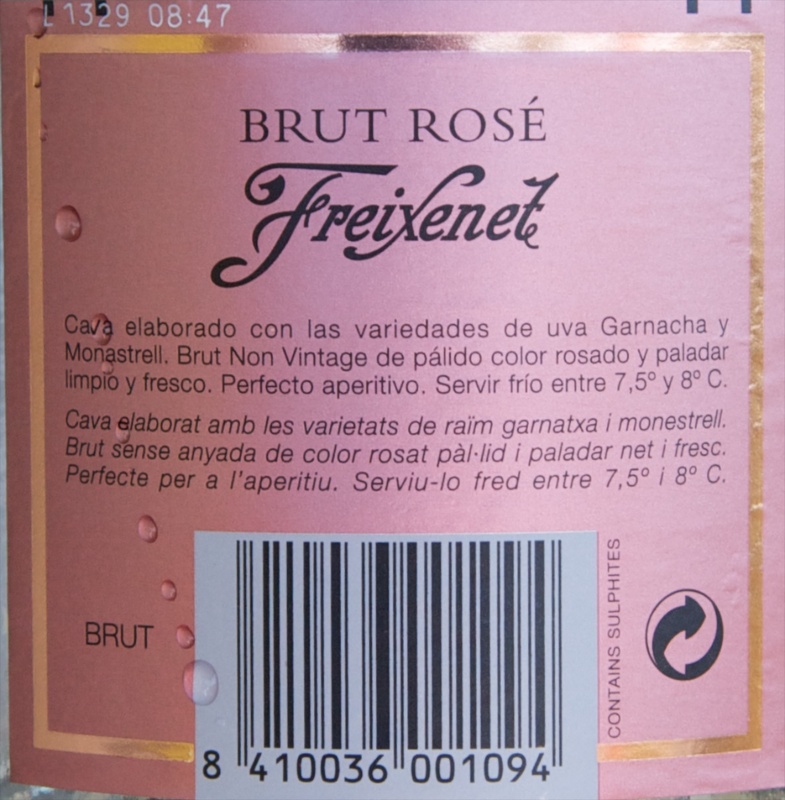 L1329 08:47
BRUT ROSÉ
Freixenet
Cava elaborado con las variedades de uva Garnacha y
Monastrell. Brut Non Vintage de pálido color rosado y paladar
limpio y fresco. Perfecto aperitivo. Servir frío entre 7,5º y 8º C.
Cava elaborat amb les varietats de raïm garnatxa i monestrell.
Brut sense anyada de color rosat pàl·lid i paladar net i fresc.
Perfecte per a l'aperitiu. Serviu-lo fred entre 7,5º i 8º C.
BRUT
CONTAINS SULPHITES
8 410036 001094